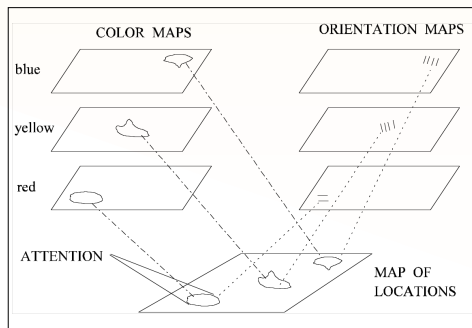 COLOR MAPS
ORIENTATION MAPS
blue
yellow
red
ATTENTION
MAP OF
LOCATIONS